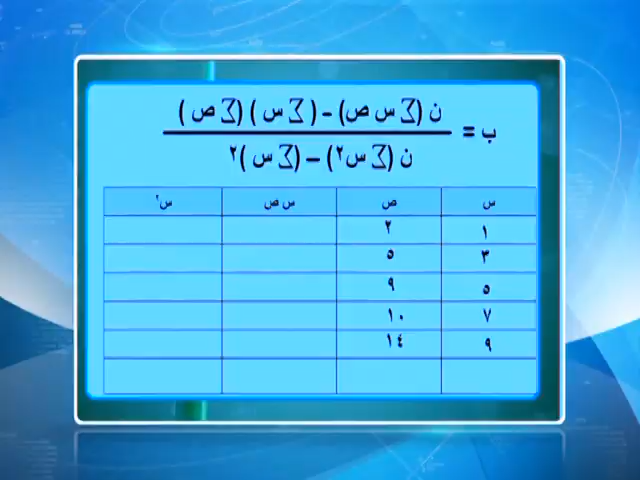 ب = ن (∑ س ص) - (∑ س) (∑ ص)
ن (∑ س٢) – (∑ س)٢
س ص س ص س٢
١ ٢
٣ ٥
٥ ٩
٧ ١٠
٩ ١٤